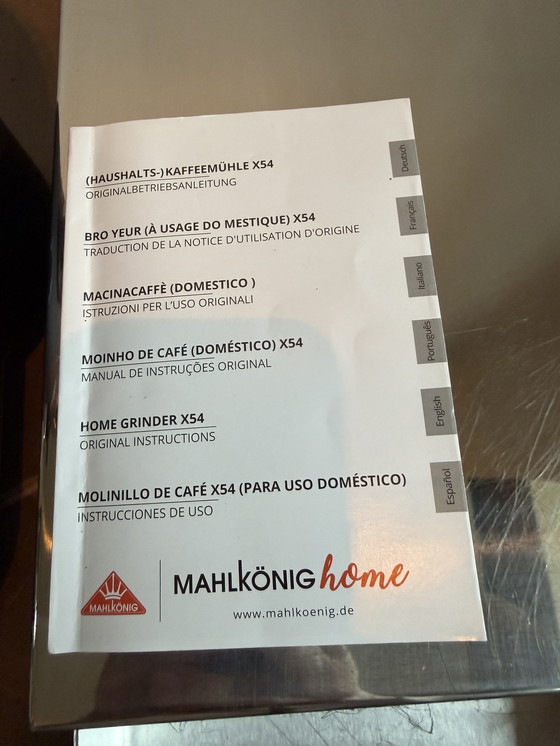 (HAUSHALTS-)KAFFEEMÜHLE X54
ORIGINALBETRIEBSANLEITUNG
Deutsch
BRO YEUR (À USAGE DO MESTIQUE) X54
TRADUCTION DE LA NOTICE D'UTILISATION D'ORIGINE
Français
MACINACAFFÈ (DOMESTICO )
ISTRUZIONI PER L'USO ORIGINALI
Italiano
MOINHO DE CAFÉ (DOMÉSTICO) X54
MANUAL DE INSTRUÇÕES ORIGINAL
Português
HOME GRINDER X54
ORIGINAL INSTRUCTIONS
English
MOLINILLO DE CAFÉ X54 (PARA USO DOMÉSTICO)
INSTRUCCIONES DE USO
Español
MAHLKÖNIG
MAHLKÖNIG home
www.mahlkoenig.de